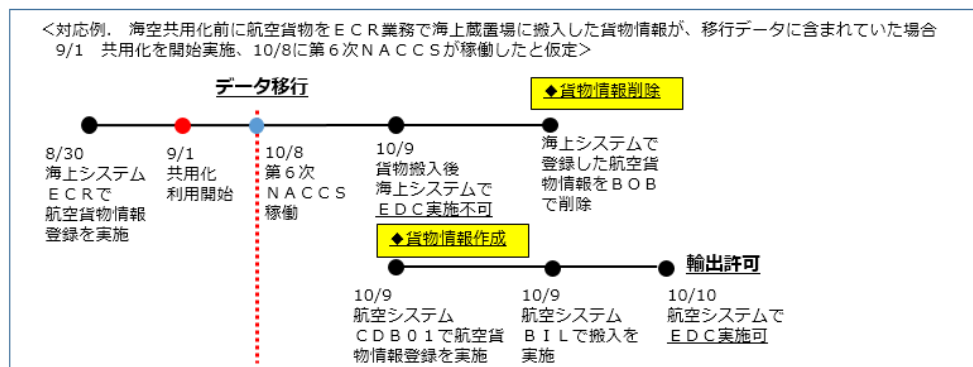 ＜対応例．　海空共用化前に航空貨物をＥＣＲ業務で海上蔵置場に搬入した貨物情報が、移行データに含まれていた場合
9/1　共用化を開始実施、10/8に第６次ＮＡＣＣＳが稼働したと仮定＞
データ移行
◆貨物情報削除
8/30
海上システム
ＥＣＲで
航空貨物情報
登録を実施
9/1
共用化
利用開始
10/8
第６次
ＮＡＣＣＳ
稼働
10/9
貨物搬入後
海上システムで
ＥＤＣ実施不可
海上システムで
登録した航空貨
物情報をＢＯＢ
で削除
◆貨物情報作成
輸出許可
10/9
航空システム
ＣＤＢ０１で航空貨
物情報登録を実施
10/9
航空システム
ＢＩＬで搬入を
実施
10/10
航空システムで
ＥＤＣ実施可